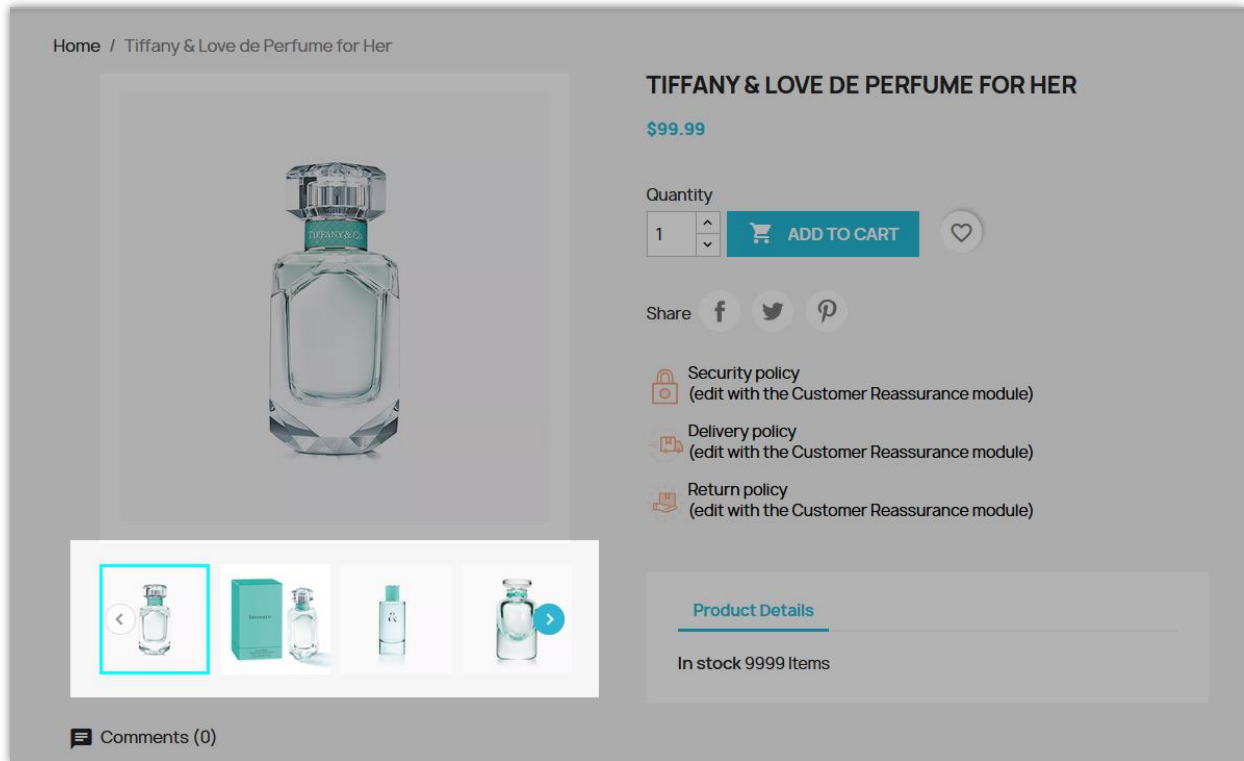 Home / Tiffany & Love de Perfume for Her
TIFFANY & LOVE DE PERFUME FOR HER
$99.99
Quantity
1
ADD TO CART
Share
Security policy
(edit with the Customer Reassurance module)
Delivery policy
(edit with the Customer Reassurance module)
Return policy
(edit with the Customer Reassurance module)
TIFFANY & Co.
&
Product Details
In stock 9999 Items
Comments (0)